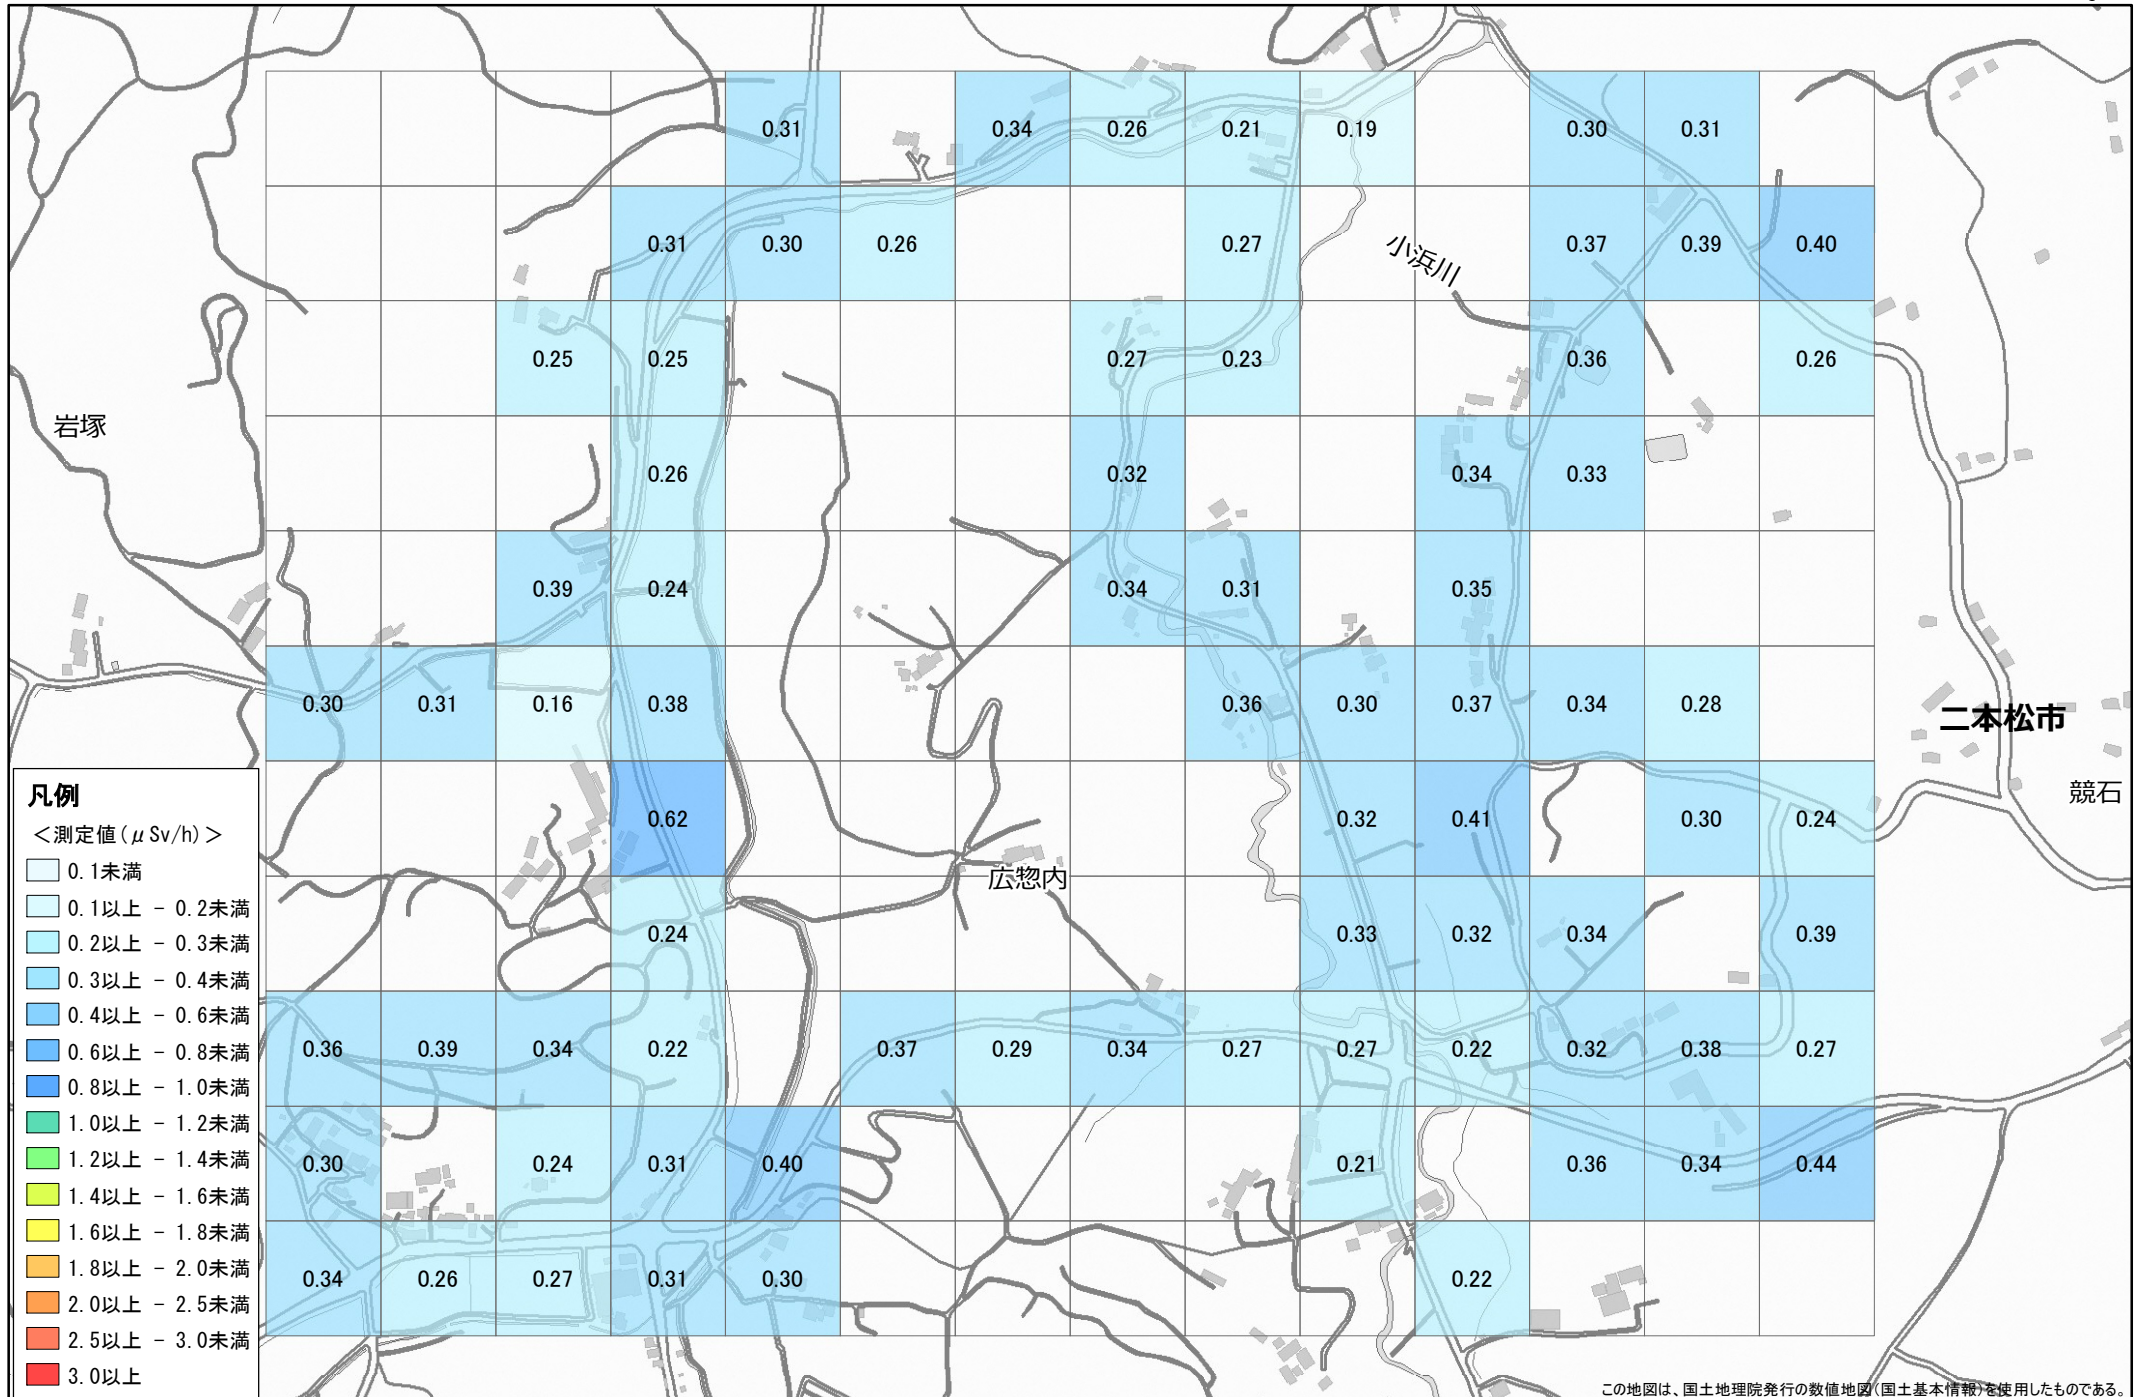 0.31 0.34 0.26 0.21 0.19 0.30 0.31
0.31 0.30 0.26 0.27 小浜川 0.37 0.39 0.40
0.25 0.25 0.27 0.23 0.36 0.26
岩塚
0.26 0.32 0.34 0.33
0.39 0.24 0.34 0.31 0.35
0.30 0.31 0.16 0.38 0.36 0.30 0.37 0.34 0.28
二本松市
競石
0.62 0.32 0.41 0.30 0.24
広惣内
0.24 0.33 0.32 0.34 0.39
0.36 0.39 0.34 0.22 0.37 0.29 0.34 0.27 0.27 0.22 0.32 0.38 0.27
0.30 0.24 0.31 0.40 0.21 0.36 0.34 0.44
0.34 0.26 0.27 0.31 0.30 0.22
凡例
＜測定値(μSv/h)＞
0.1未満
0.1以上 － 0.2未満
0.2以上 － 0.3未満
0.3以上 － 0.4未満
0.4以上 － 0.6未満
0.6以上 － 0.8未満
0.8以上 － 1.0未満
1.0以上 － 1.2未満
1.2以上 － 1.4未満
1.4以上 － 1.6未満
1.6以上 － 1.8未満
1.8以上 － 2.0未満
2.0以上 － 2.5未満
2.5以上 － 3.0未満
3.0以上
この地図は、国土地理院発行の数値地図(国土基本情報)を使用したものである。